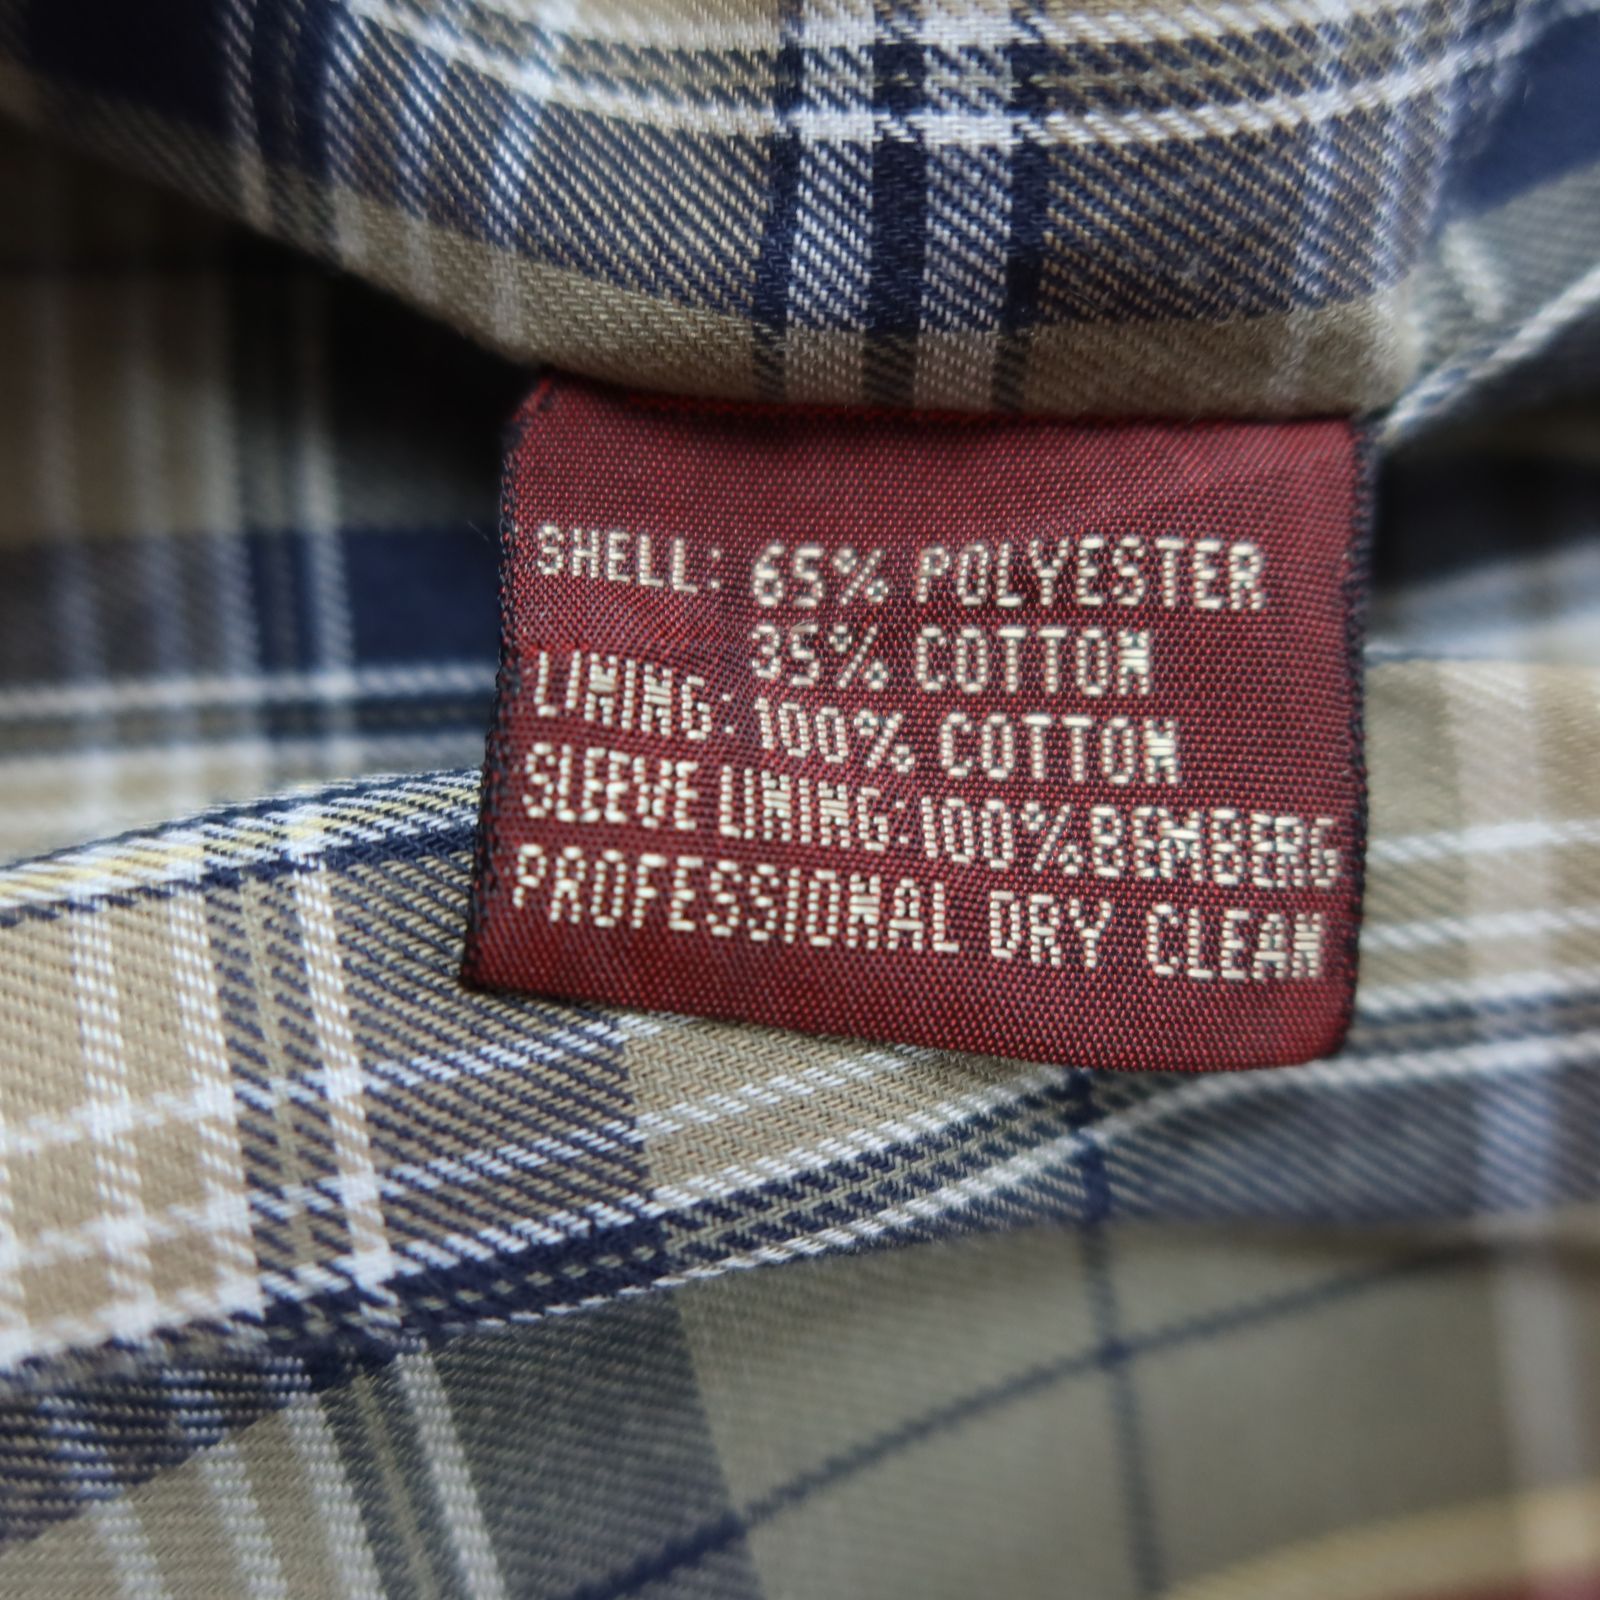 SHELL: 65% POLYESTER
35% COTTON
LINING: 100% COTTON
SLEEVE LINING: 100% BEMBERG
PROFESSIONAL DRY CLEAN